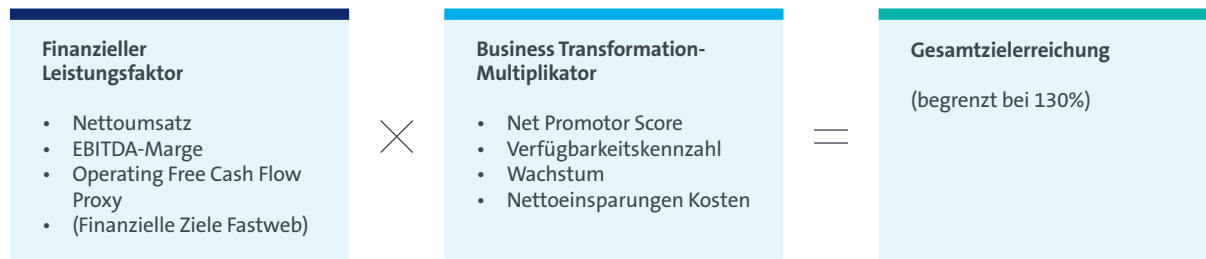 Finanzieller
Leistungsfaktor
• Nettoumsatz
• EBITDA-Marge
• Operating Free Cash Flow
Proxy
• (Finanzielle Ziele Fastweb)
Business Transformation-
Multiplikator
• Net Promotor Score
• Verfügbarkeitskennzahl
• Wachstum
• Nettoeinsparungen Kosten
Gesamtzielerreichung
(begrenzt bei 130%)